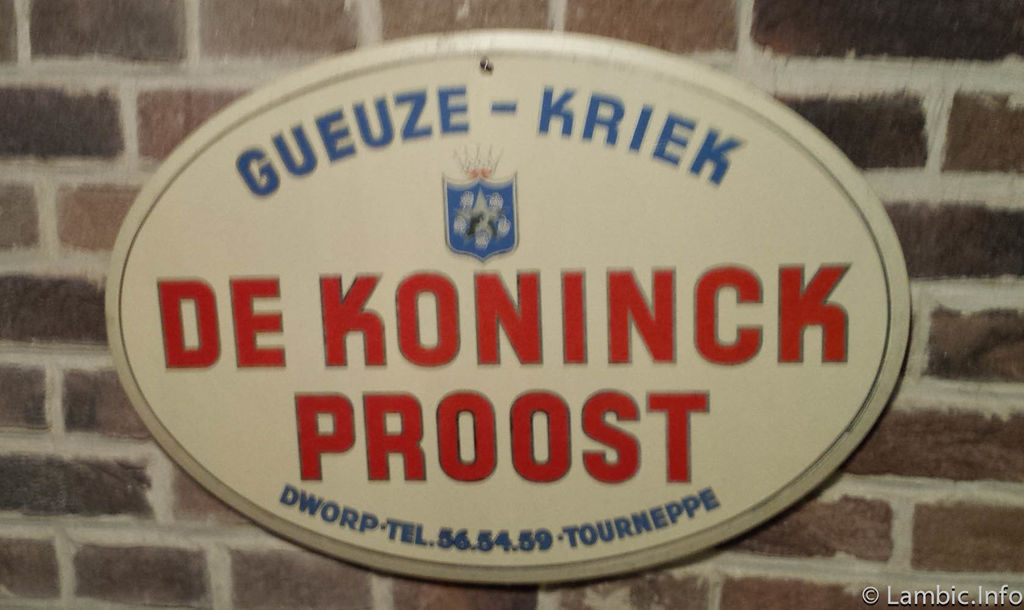 GUEUZE - KRIEK
DE KONINCK
PROOST
DWORP·TEL.56.54.59·TOURNEPPE
© Lambic.Info